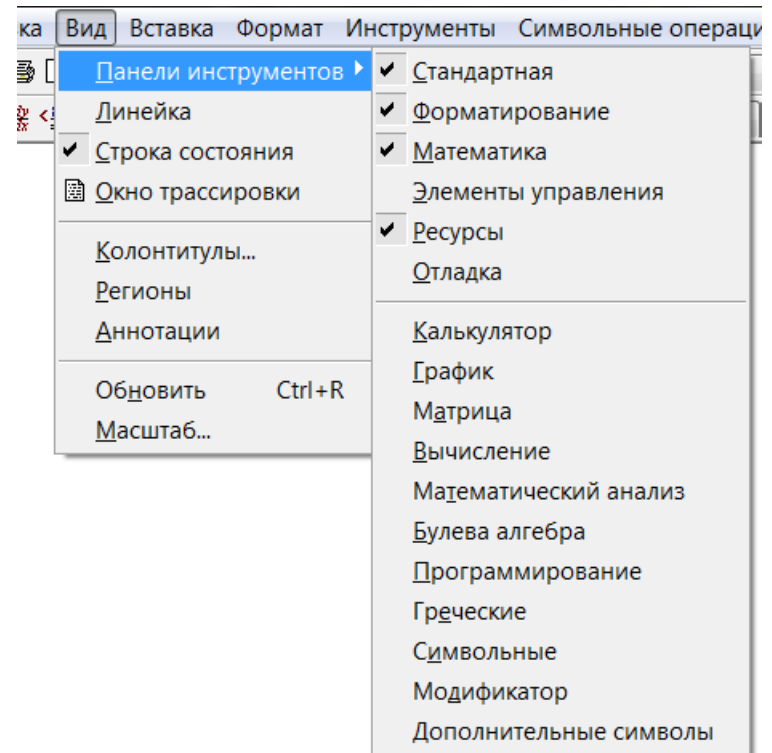 ка Вид Вставка Формат Инструменты Символьные операци
Панели инструментов
Линейка
Строка состояния
Окно трассировки
Колонтитулы...
Регионы
Аннотации
Обновить Ctrl+R
Масштаб...
Стандартная
Форматирование
Математика
Элементы управления
Ресурсы
Отладка
Калькулятор
График
Матрица
Вычисление
Математический анализ
Булева алгебра
Программирование
Греческие
Символьные
Модификатор
Дополнительные символы